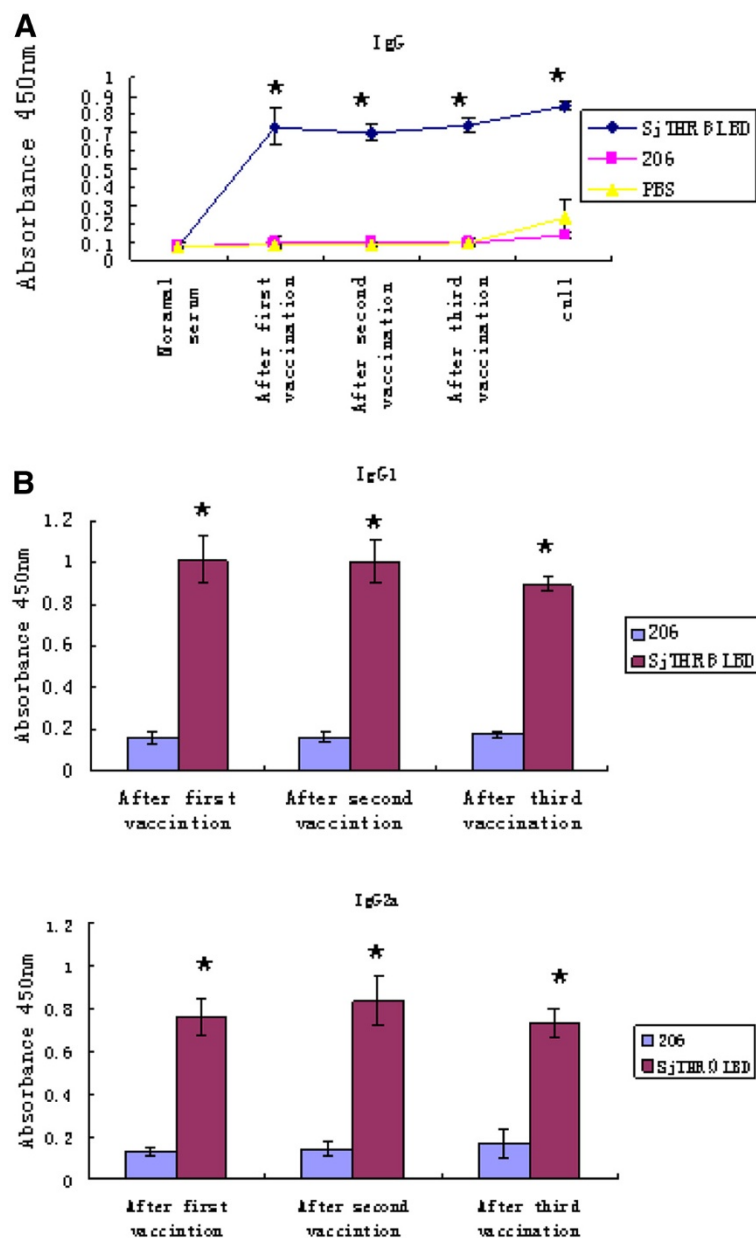 A
IgG
Absorbance 450nm
1
0.9
0.8
0.7
0.6
0.5
0.4
0.3
0.2
0.1
0
serum
After first
vaccination
After second
vaccination
After third
vaccination
cull
SjTHRβLBD
206
PBS
B
IgG1
Absorbance 450nm
1.2
1
0.8
0.6
0.4
0.2
0
After first
vaccintion
After second
vaccintion
After third
vaccination
206
SjTHRβLBD
IgG2a
Absorbance 450nm
1.2
1
0.8
0.6
0.4
0.2
0
After first
vaccintion
After second
vaccintion
After third
vaccination
206
LBD